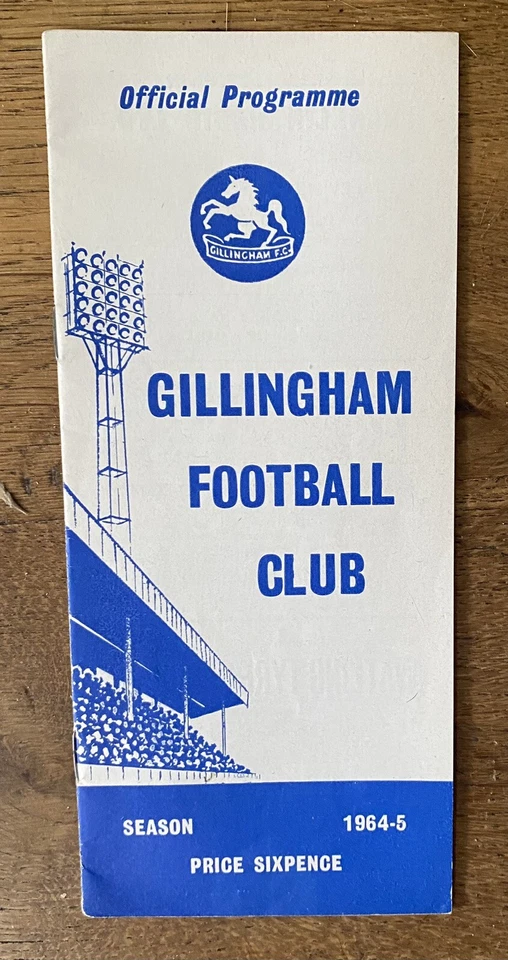 Official Programme
GILLINGHAM F.C.
GILLINGHAM
FOOTBALL
CLUB
SEASON 1964-5
PRICE SIXPENCE